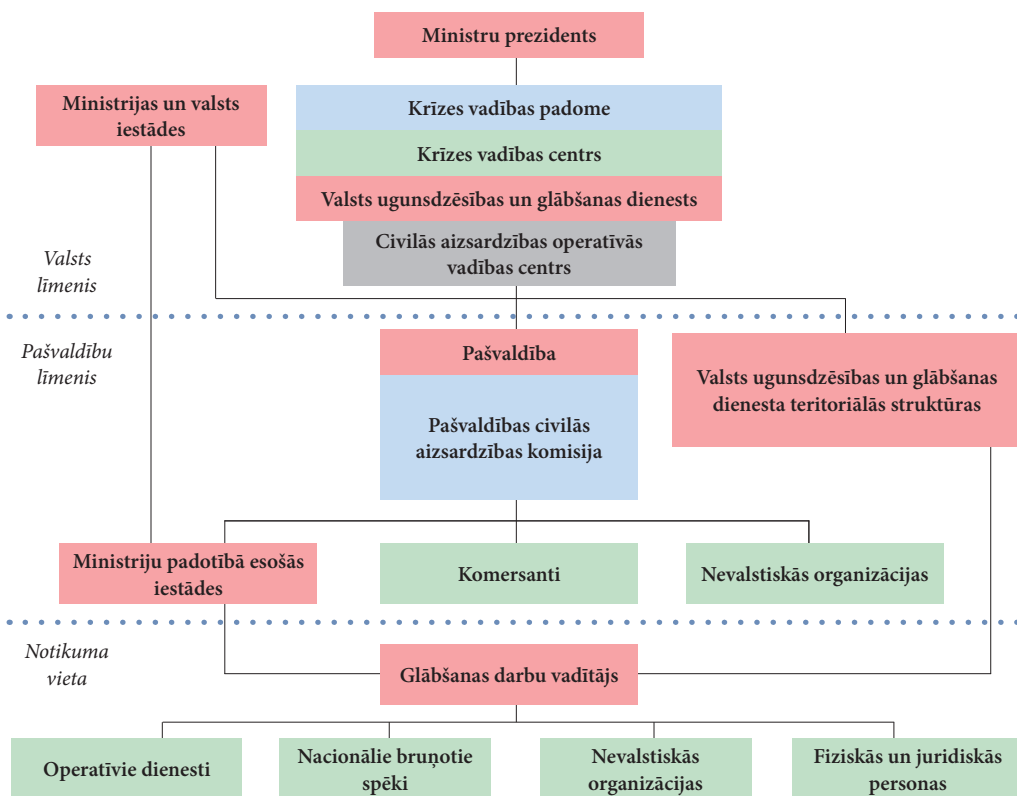 Ministru prezidents
Ministrijas un valsts
iestādes
Krīzes vadības padome
Krīzes vadības centrs
Valsts ugunsdzēsības un glābšanas dienests
Civilās aizsardzības operatīvās
vadības centrs
Valsts
līmenis
Pašvaldību
līmenis
Pašvaldība
Pašvaldības civilās
aizsardzības komisija
Valsts ugunsdzēsības un glābšanas
dienesta teritoriālās struktūras
Ministriju padotībā esošās
iestādes
Komersanti
Nevalstiskās organizācijas
Notikuma
vieta
Glābšanas darbu vadītājs
Operatīvie dienesti
Nacionālie bruņotie
spēki
Nevalstiskās
organizācijas
Fiziskās un juridiskās
personas